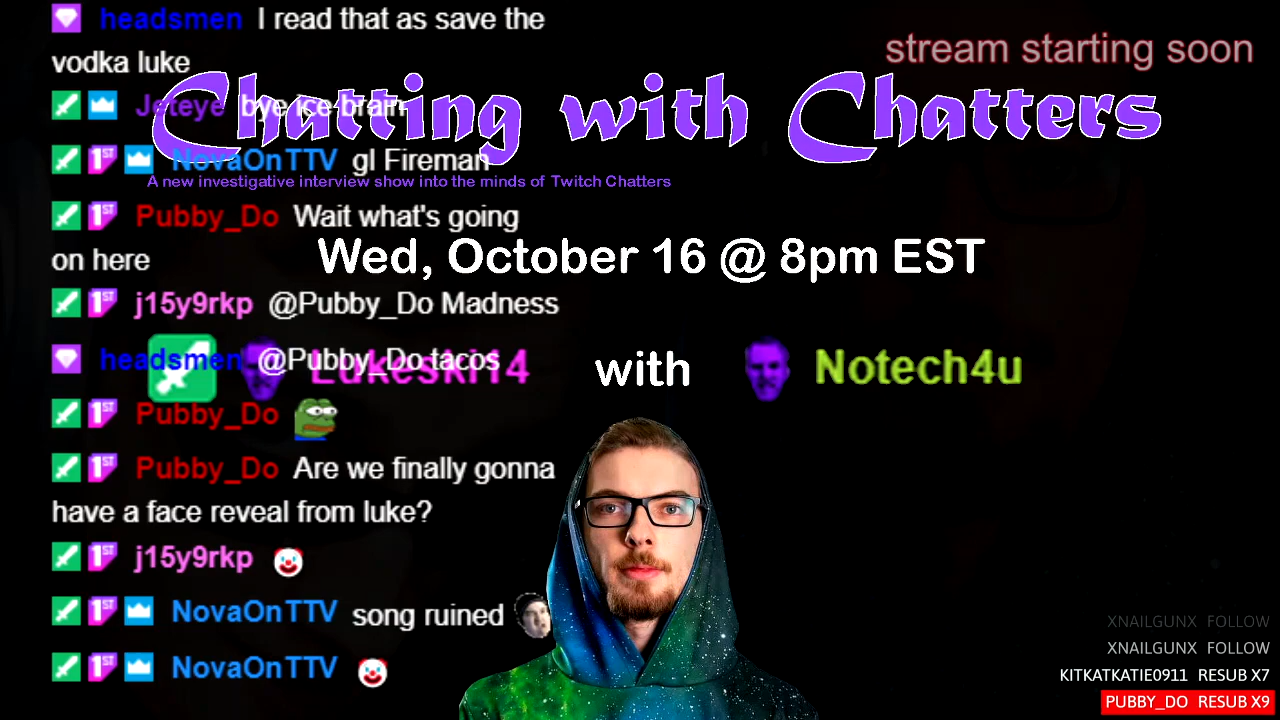 headsmen I read that as save the
vodka luke
stream starting soon
Chatting with Chatters
Jeteye bye ice brain
NovaOnTTV gl Fireman
A new investigative interview show into the minds of Twitch Chatters
Pubby_Do Wait what's going
on here
Wed, October 16 @ 8pm EST
j15y9rkp @Pubby_Do Madness
headsmen @Pubby_Do tacos
Lukeski14 with Notech4u
Pubby_Do
Pubby_Do Are we finally gonna
have a face reveal from luke?
j15y9rkp
NovaOnTTV song ruined
NovaOnTTV
XNAILGUNX FOLLOW
XNAILGUNX FOLLOW
KITKATKATIE0911 RESUB X7
PUBBY_DO RESUB X9